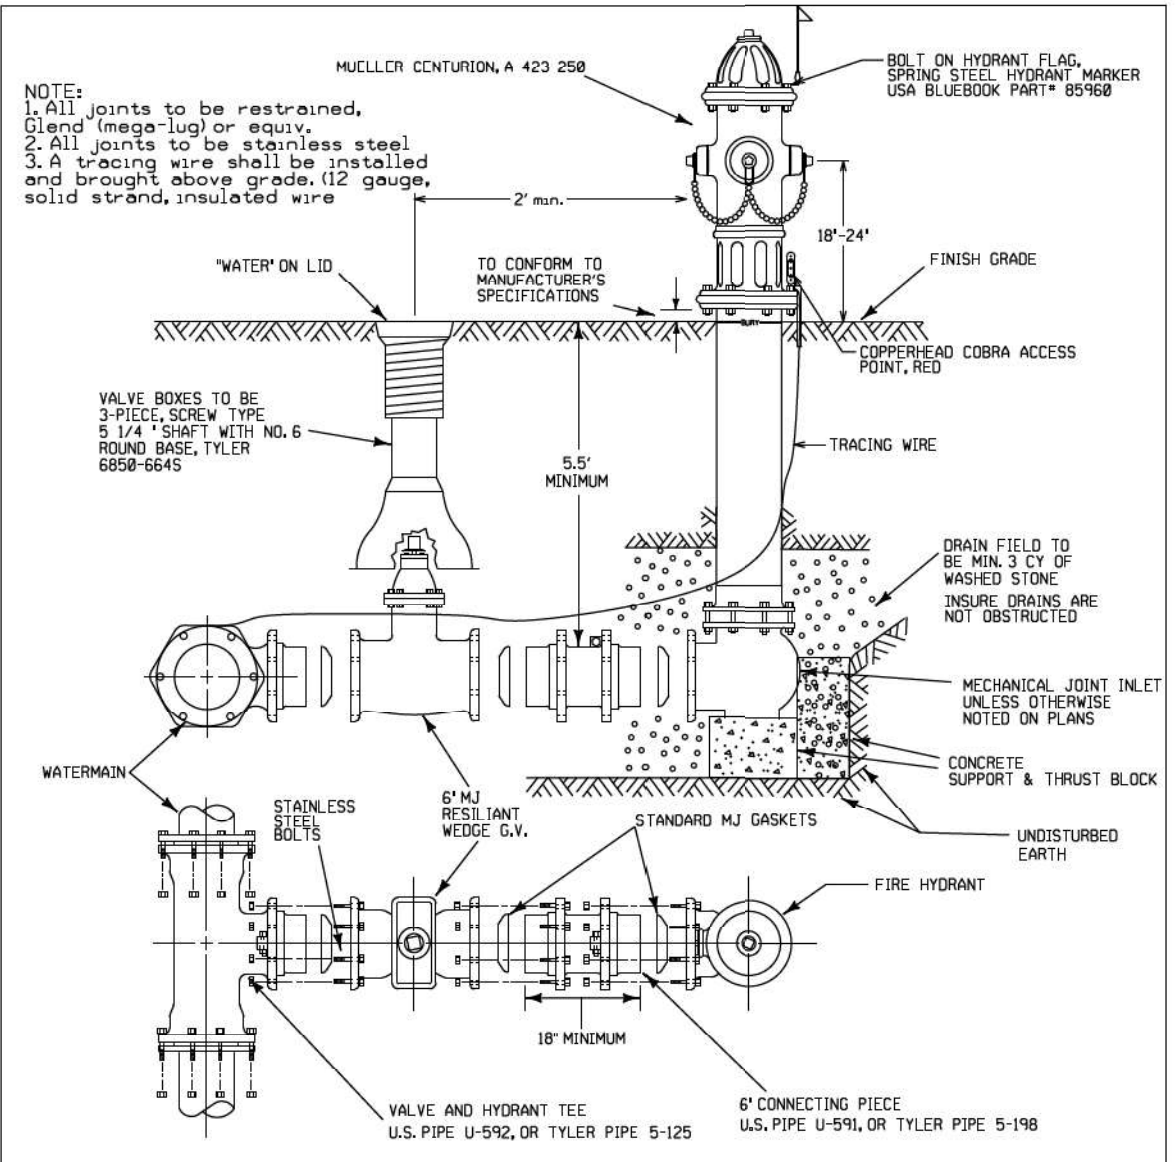 NOTE:
1. All joints to be restrained,
Glend (mega-lug) or equiv.
2. All joints to be stainless steel
3. A tracing wire shall be installed
and brought above grade. (12 gauge,
solid strand, insulated wire
MUELLER CENTURION, A 423 250
BOLT ON HYDRANT FLAG,
SPRING STEEL HYDRANT MARKER
USA BLUEBOOK PART# 85960
2' min.
18'-24'
"WATER' ON LID
TO CONFORM TO
MANUFACTURER'S
SPECIFICATIONS
FINISH GRADE
BURY
COPPERHEAD COBRA ACCESS
POINT, RED
VALVE BOXES TO BE
3-PIECE, SCREW TYPE
5 1/4 ' SHAFT WITH NO. 6
ROUND BASE, TYLER
6850-664S
TRACING WIRE
5.5'
MINIMUM
DRAIN FIELD TO
BE MIN. 3 CY OF
WASHED STONE
INSURE DRAINS ARE
NOT OBSTRUCTED
MECHANICAL JOINT INLET
UNLESS OTHERWISE
NOTED ON PLANS
WATERMAIN
CONCRETE
SUPPORT & THRUST BLOCK
STAINLESS
STEEL
BOLTS
6' MJ
RESILIANT
WEDGE G.V.
STANDARD MJ GASKETS
UNDISTURBED
EARTH
FIRE HYDRANT
18" MINIMUM
VALVE AND HYDRANT TEE
U.S. PIPE U-592, OR TYLER PIPE 5-125
6' CONNECTING PIECE
U.S. PIPE U-591, OR TYLER PIPE 5-198